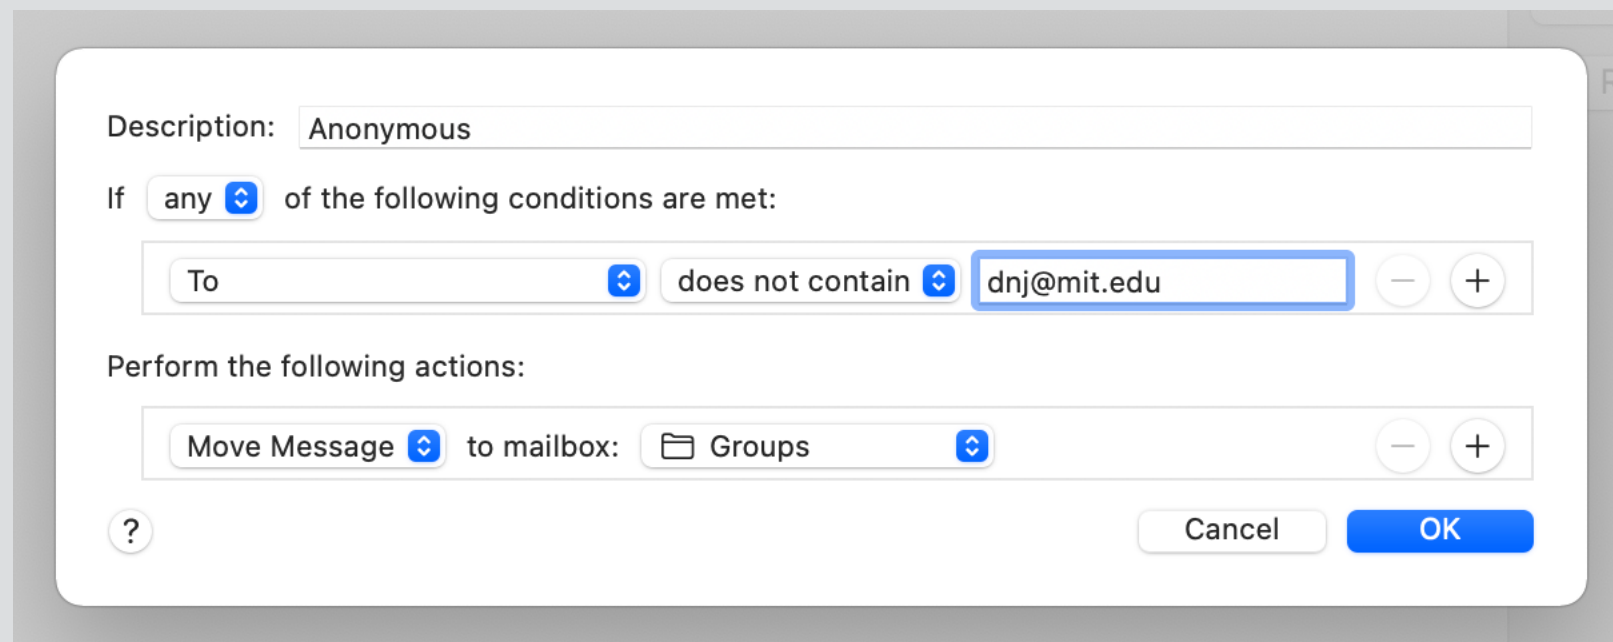 Description: Anonymous
If any of the following conditions are met:
To does not contain dnj@mit.edu
Perform the following actions:
Move Message to mailbox: Groups
? Cancel OK